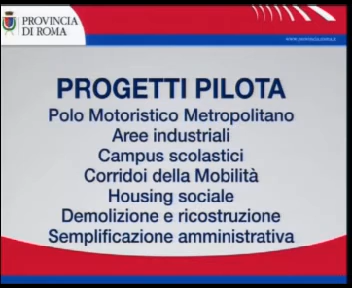 PROVINCIA
DI ROMA
www.provincia.roma.it
PROGETTI PILOTA
Polo Motoristico Metropolitano
Aree industriali
Campus scolastici
Corridoi della Mobilità
Housing sociale
Demolizione e ricostruzione
Semplificazione amministrativa